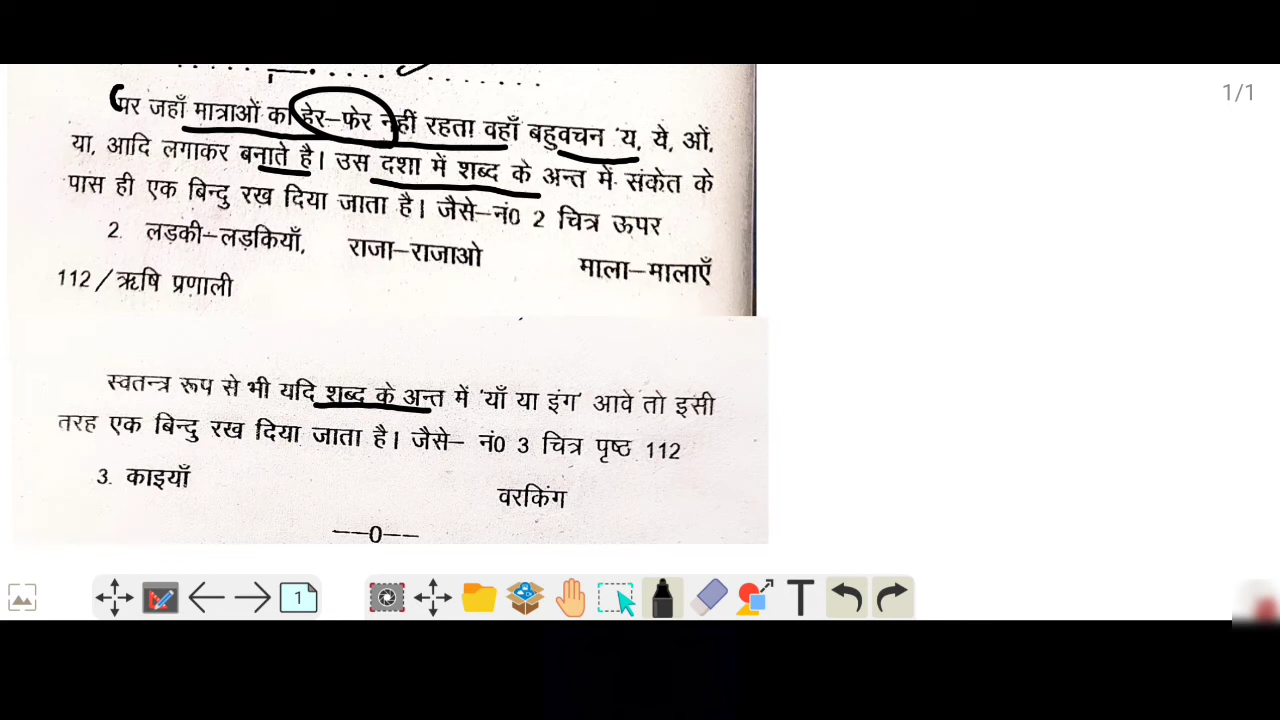 1/1
पर जहाँ मात्राओं का हेर–फेर नहीं रहता वहाँ बहुवचन 'य, ये, ओं,
या, आदि लगाकर बनाते है। उस दशा में शब्द के अन्त में संकेत के
पास ही एक बिन्दु रख दिया जाता है। जैसे–नं0 2 चित्र ऊपर
2. लड़की–लड़कियाँ, राजा–राजाओ माला–मालाएँ
112/ऋषि प्रणाली
स्वतन्त्र रूप से भी यदि शब्द के अन्त में 'याँ या इंग' आवे तो इसी
तरह एक बिन्दु रख दिया जाता है। जैसे– नं0 3 चित्र पृष्ठ 112
3. काइयाँ वरकिंग
––0––
1
T